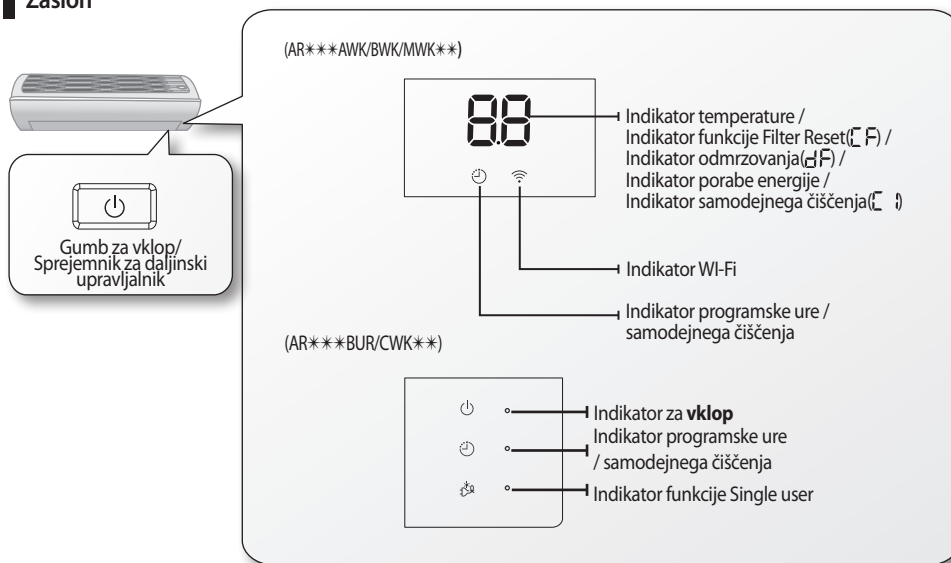 Zaslon
(AR✳✳✳AWK/BWK/MWK✳✳)
88
Indikator temperature /
Indikator funkcije Filter Reset(CF) /
Indikator odmrzovanja(dF) /
Indikator porabe energije /
Indikator samodejnega čiščenja(C1)
Indikator WI-Fi
Indikator programske ure /
samodejnega čiščenja
Gumb za vklop/
Sprejemnik za daljinski
upravljalnik
(AR✳✳✳BUR/CWK✳✳)
Indikator za vklop
Indikator programske ure
/ samodejnega čiščenja
Indikator funkcije Single user